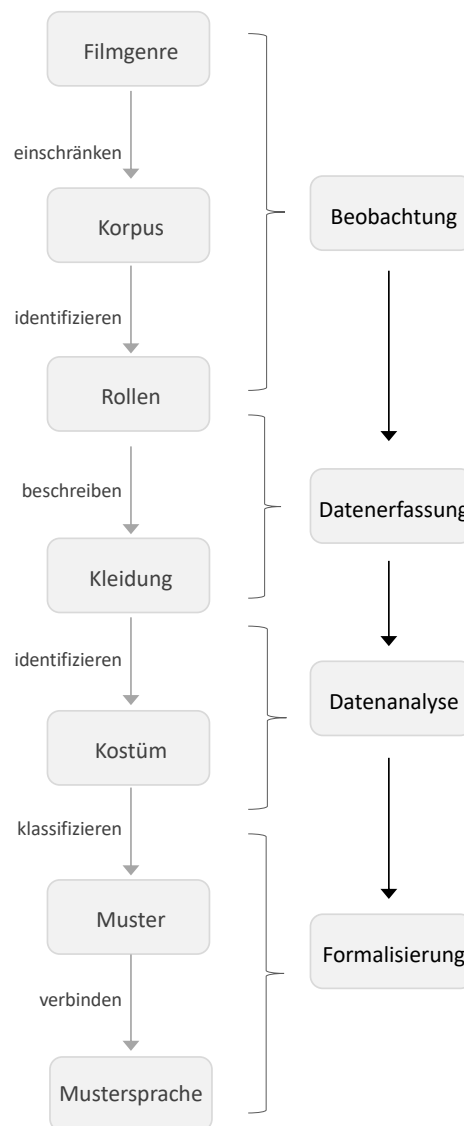 Filmgenre
einschränken
Korpus
Beobachtung
identifizieren
Rollen
beschreiben
Datenerfassung
Kleidung
identifizieren
Datenanalyse
Kostüm
klassifizieren
Muster
Formalisierung
verbinden
Mustersprache